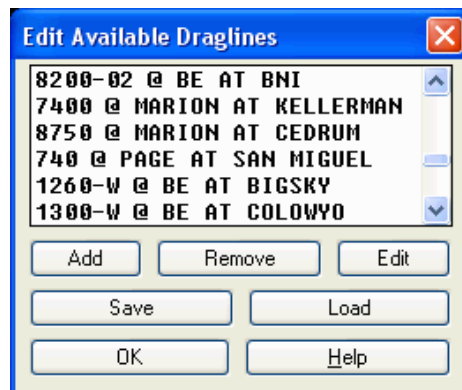 Edit Available Draglines
8200-02 @ BE AT BNI
7400 @ MARION AT KELLERMAN
8750 @ MARION AT CEDRUM
740 @ PAGE AT SAN MIGUEL
1260-W @ BE AT BIGSKY
1300-W @ BE AT COLOWYO
Add Remove Edit
Save Load
OK Help